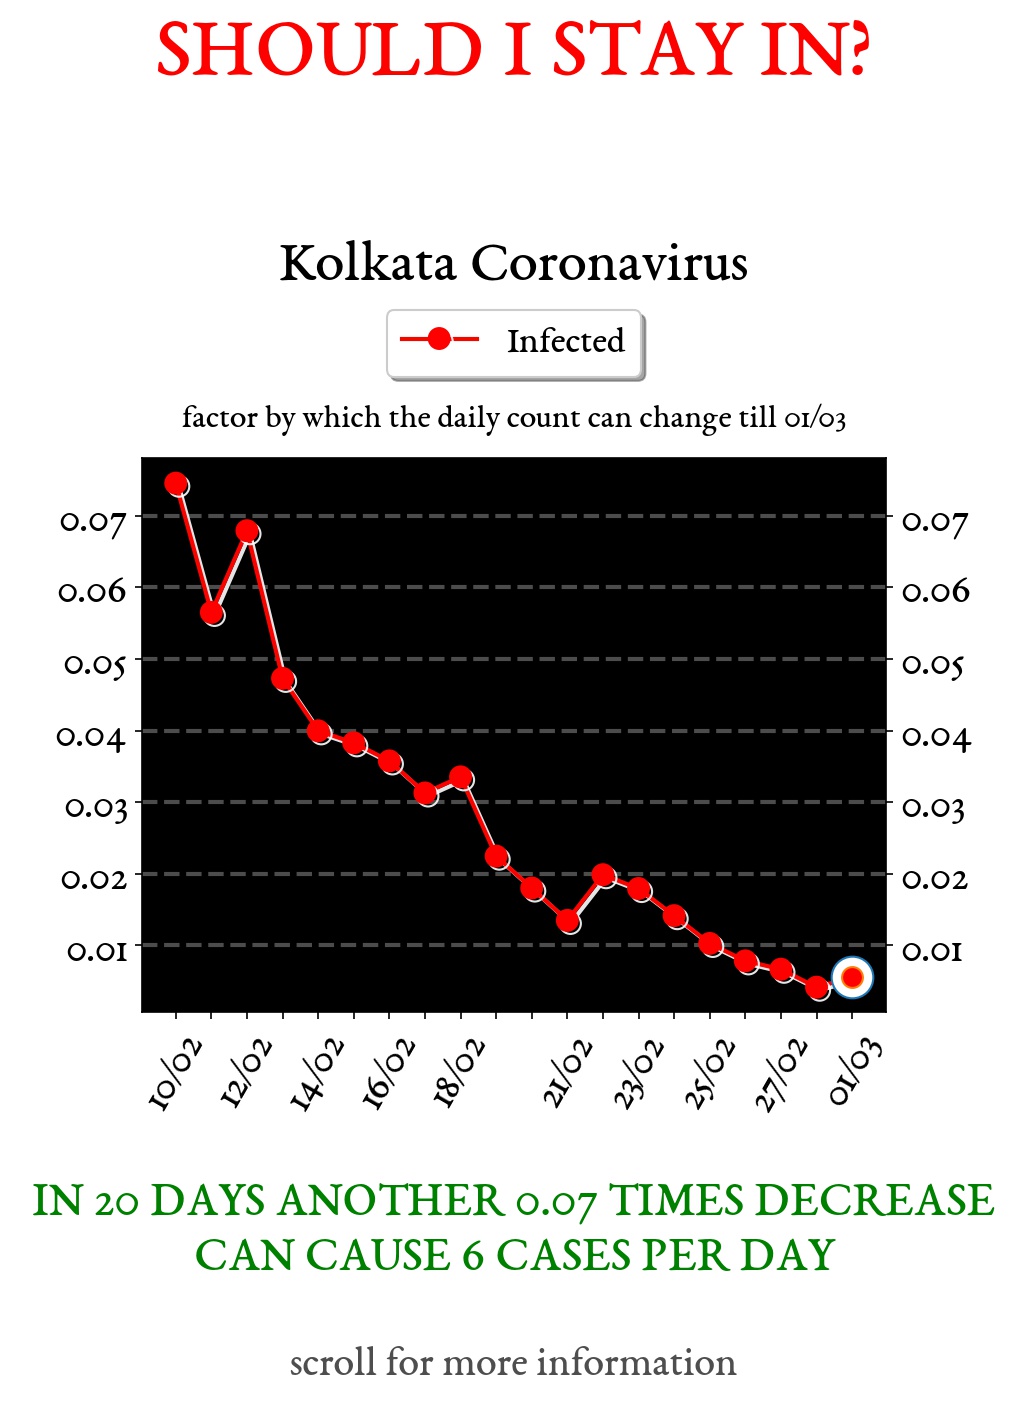 SHOULD I STAY IN?
Kolkata Coronavirus
Infected
factor by which the daily count can change till 01/03
0.07 0.07
0.06 0.06
0.05 0.05
0.04 0.04
0.03 0.03
0.02 0.02
0.01 0.01
10/02 12/02 14/02 16/02 18/02 21/02 23/02 25/02 27/02 01/03
IN 20 DAYS ANOTHER 0.07 TIMES DECREASE
CAN CAUSE 6 CASES PER DAY
scroll for more information